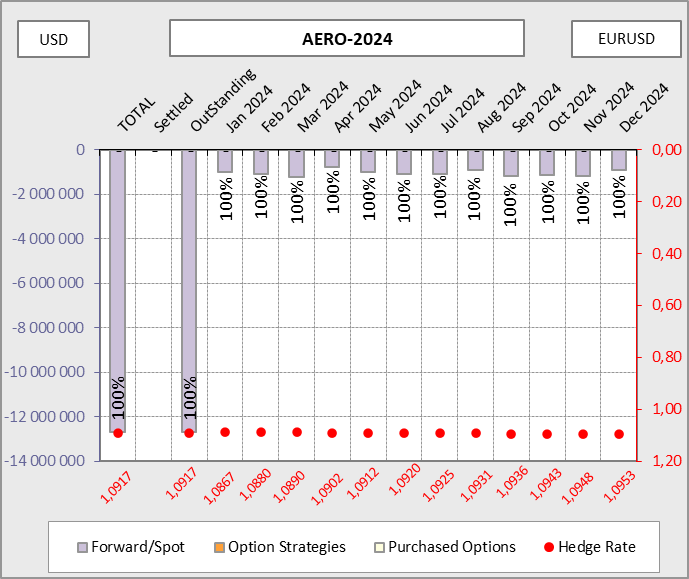 USD
AERO-2024
EURUSD
TOTAL
Settled
OutStanding
Jan 2024
Feb 2024
Mar 2024
Apr 2024
May 2024
Jun 2024
Jul 2024
Aug 2024
Sep 2024
Oct 2024
Nov 2024
Dec 2024
0
-2 000 000
-4 000 000
-6 000 000
-8 000 000
-10 000 000
-12 000 000
-14 000 000
100%
100%
100%
100%
100%
100%
100%
100%
100%
100%
100%
100%
100%
100%
0,00
0,20
0,40
0,60
0,80
1,00
1,20
1,0917
1,0917
1,0867
1,0880
1,0890
1,0902
1,0912
1,0920
1,0925
1,0931
1,0936
1,0943
1,0948
1,0953
Forward/Spot
Option Strategies
Purchased Options
Hedge Rate